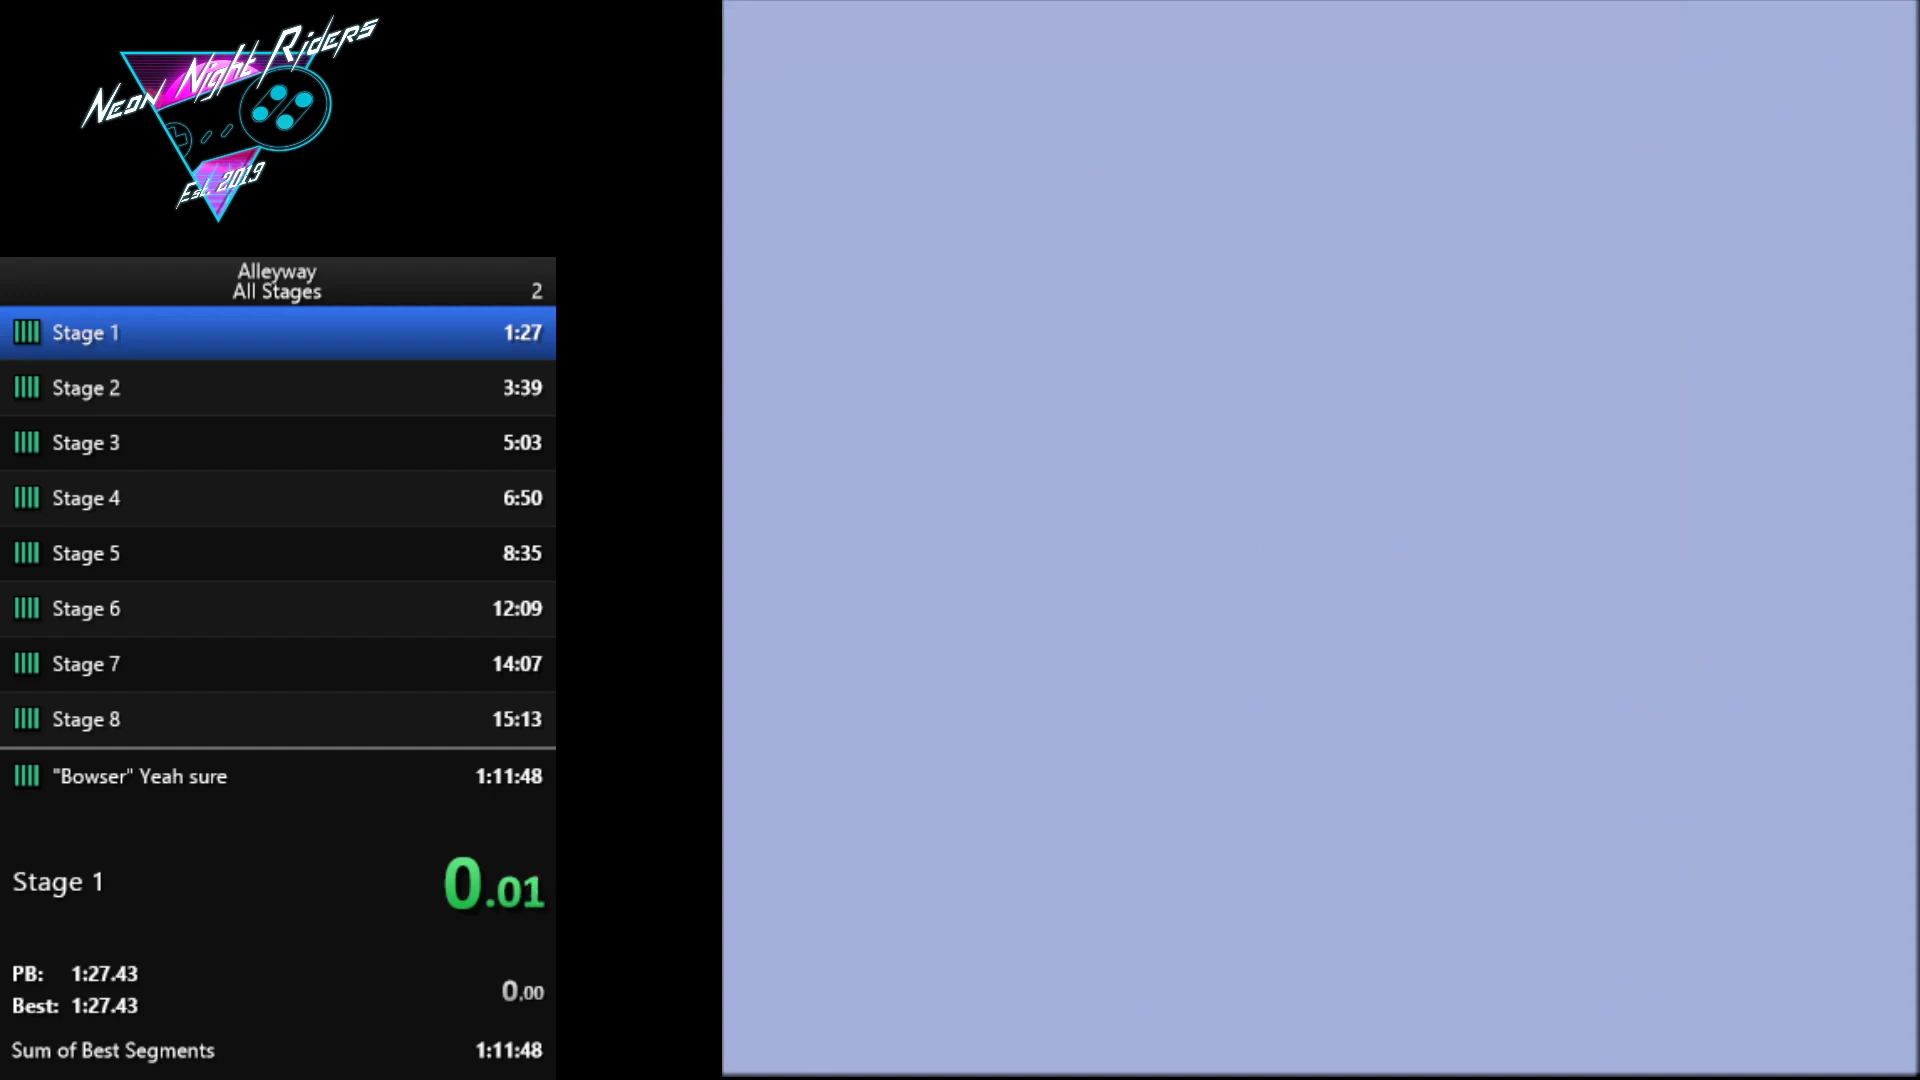 Neon Night Riders
Est. 2019
Alleyway
All Stages 2
Stage 1 1:27
Stage 2 3:39
Stage 3 5:03
Stage 4 6:50
Stage 5 8:35
Stage 6 12:09
Stage 7 14:07
Stage 8 15:13
"Bowser" Yeah sure 1:11:48
Stage 1 0.01
PB: 1:27.43
Best: 1:27.43 0.00
Sum of Best Segments 1:11:48